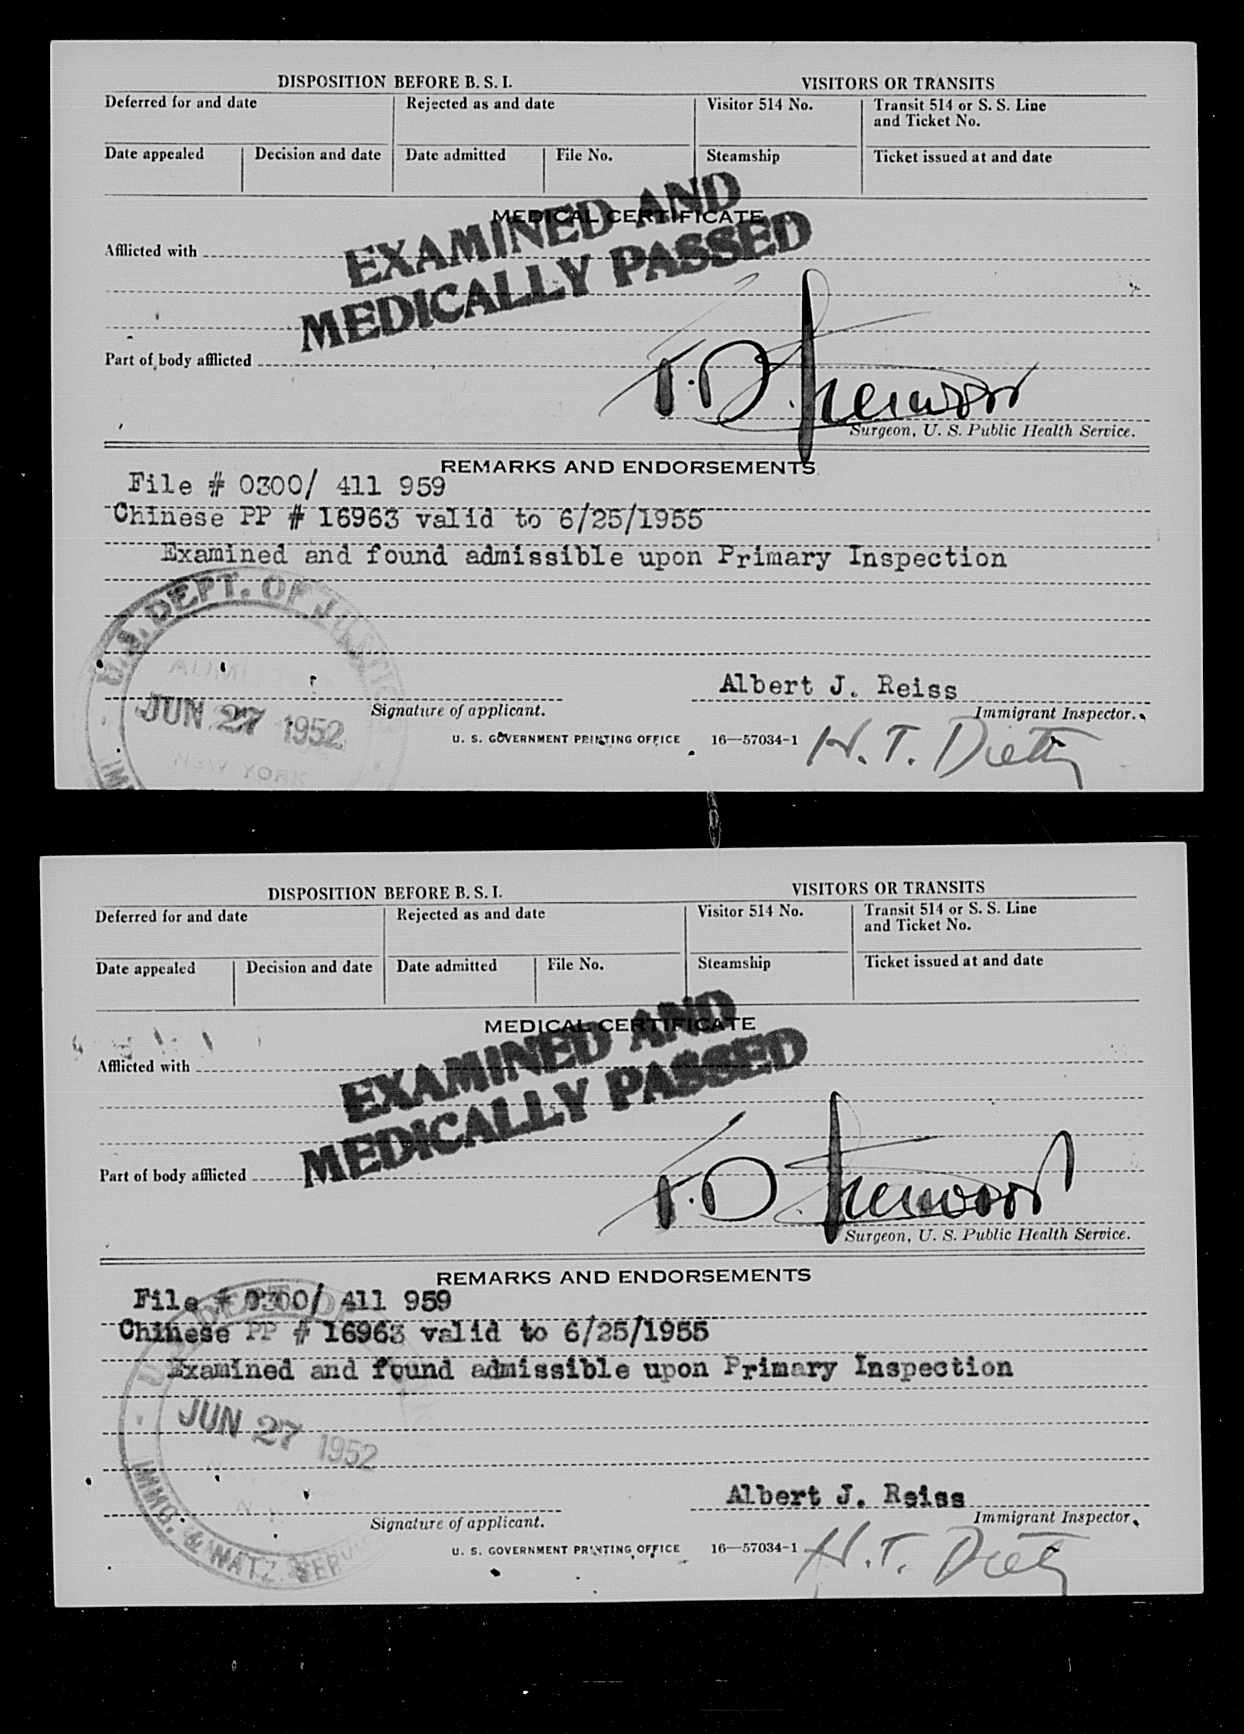 DISPOSITION BEFORE B. S. I.
VISITORS OR TRANSITS
Deferred for and date
Rejected as and date
Visitor 514 No.
Transit 514 or S. S. Line
and Ticket No.
Date appealed
Decision and date
Date admitted
File No.
Steamship
Ticket issued at and date
MEDICAL CERTIFICATE
EXAMINED AND
MEDICALLY PASSED
Afflicted with
Part of body afflicted
Surgeon, U. S. Public Health Service.
REMARKS AND ENDORSEMENTS
File # 0300/ 411 959
Chinese PP # 16963 valid to 6/25/1955
Examined and found admissible upon Primary Inspection
U.S. DEPT. OF JUSTICE
JUN 27 1952
NEW YORK
Albert J. Reiss
Signature of applicant.
Immigrant Inspector.
U. S. GOVERNMENT PRINTING OFFICE 16—57034-1
H. T.
DISPOSITION BEFORE B. S. I.
VISITORS OR TRANSITS
Deferred for and date
Rejected as and date
Visitor 514 No.
Transit 514 or S. S. Line
and Ticket No.
Date appealed
Decision and date
Date admitted
File No.
Steamship
Ticket issued at and date
MEDICAL CERTIFICATE
EXAMINED AND
MEDICALLY PASSED
Afflicted with
Part of body afflicted
Surgeon, U. S. Public Health Service.
REMARKS AND ENDORSEMENTS
File # 0300/ 411 959
Chinese PP # 16963 valid to 6/25/1955
Examined and found admissible upon Primary Inspection
JUN 27 1952
IMMG. & NATZ. SERVICE
Albert J. Reiss
Signature of applicant.
Immigrant Inspector.
U. S. GOVERNMENT PRINTING OFFICE 16—57034-1
H. T.